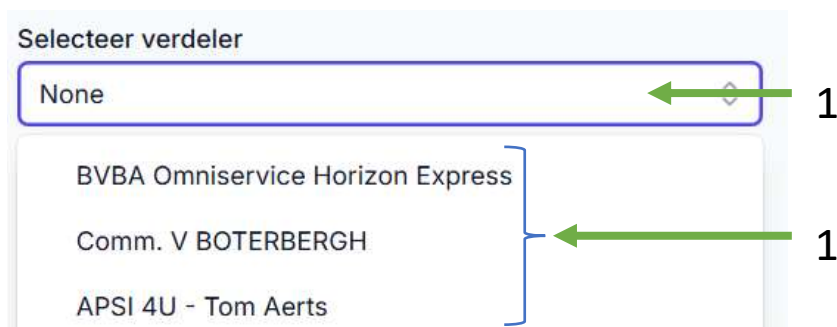 Selecteer verdeler
None
1
BVBA Omniservice Horizon Express
Comm. V BOTERBERGH
1
APSI 4U - Tom Aerts